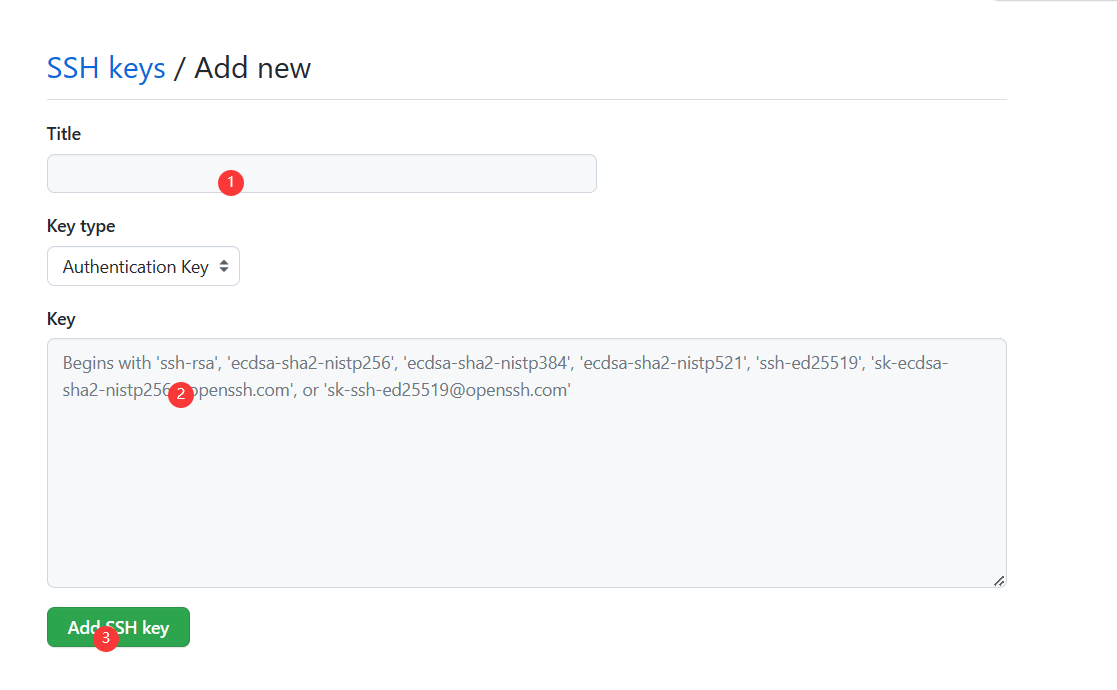 SSH keys / Add new
Title
1
Key type
Authentication Key
Key
Begins with 'ssh-rsa', 'ecdsa-sha2-nistp256', 'ecdsa-sha2-nistp384', 'ecdsa-sha2-nistp521', 'ssh-ed25519', 'sk-ecdsa-
sha2-nistp256@openssh.com', or 'sk-ssh-ed25519@openssh.com'
2
Add SSH key
3